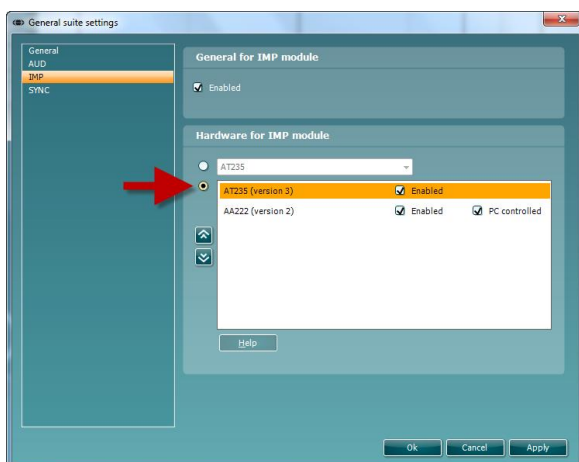 General suite settings
General
AUD
IMP
SYNC
General for IMP module
Enabled
Hardware for IMP module
AT235
AT235 (version 3) Enabled
AA222 (version 2) Enabled PC controlled
Help
Ok Cancel Apply